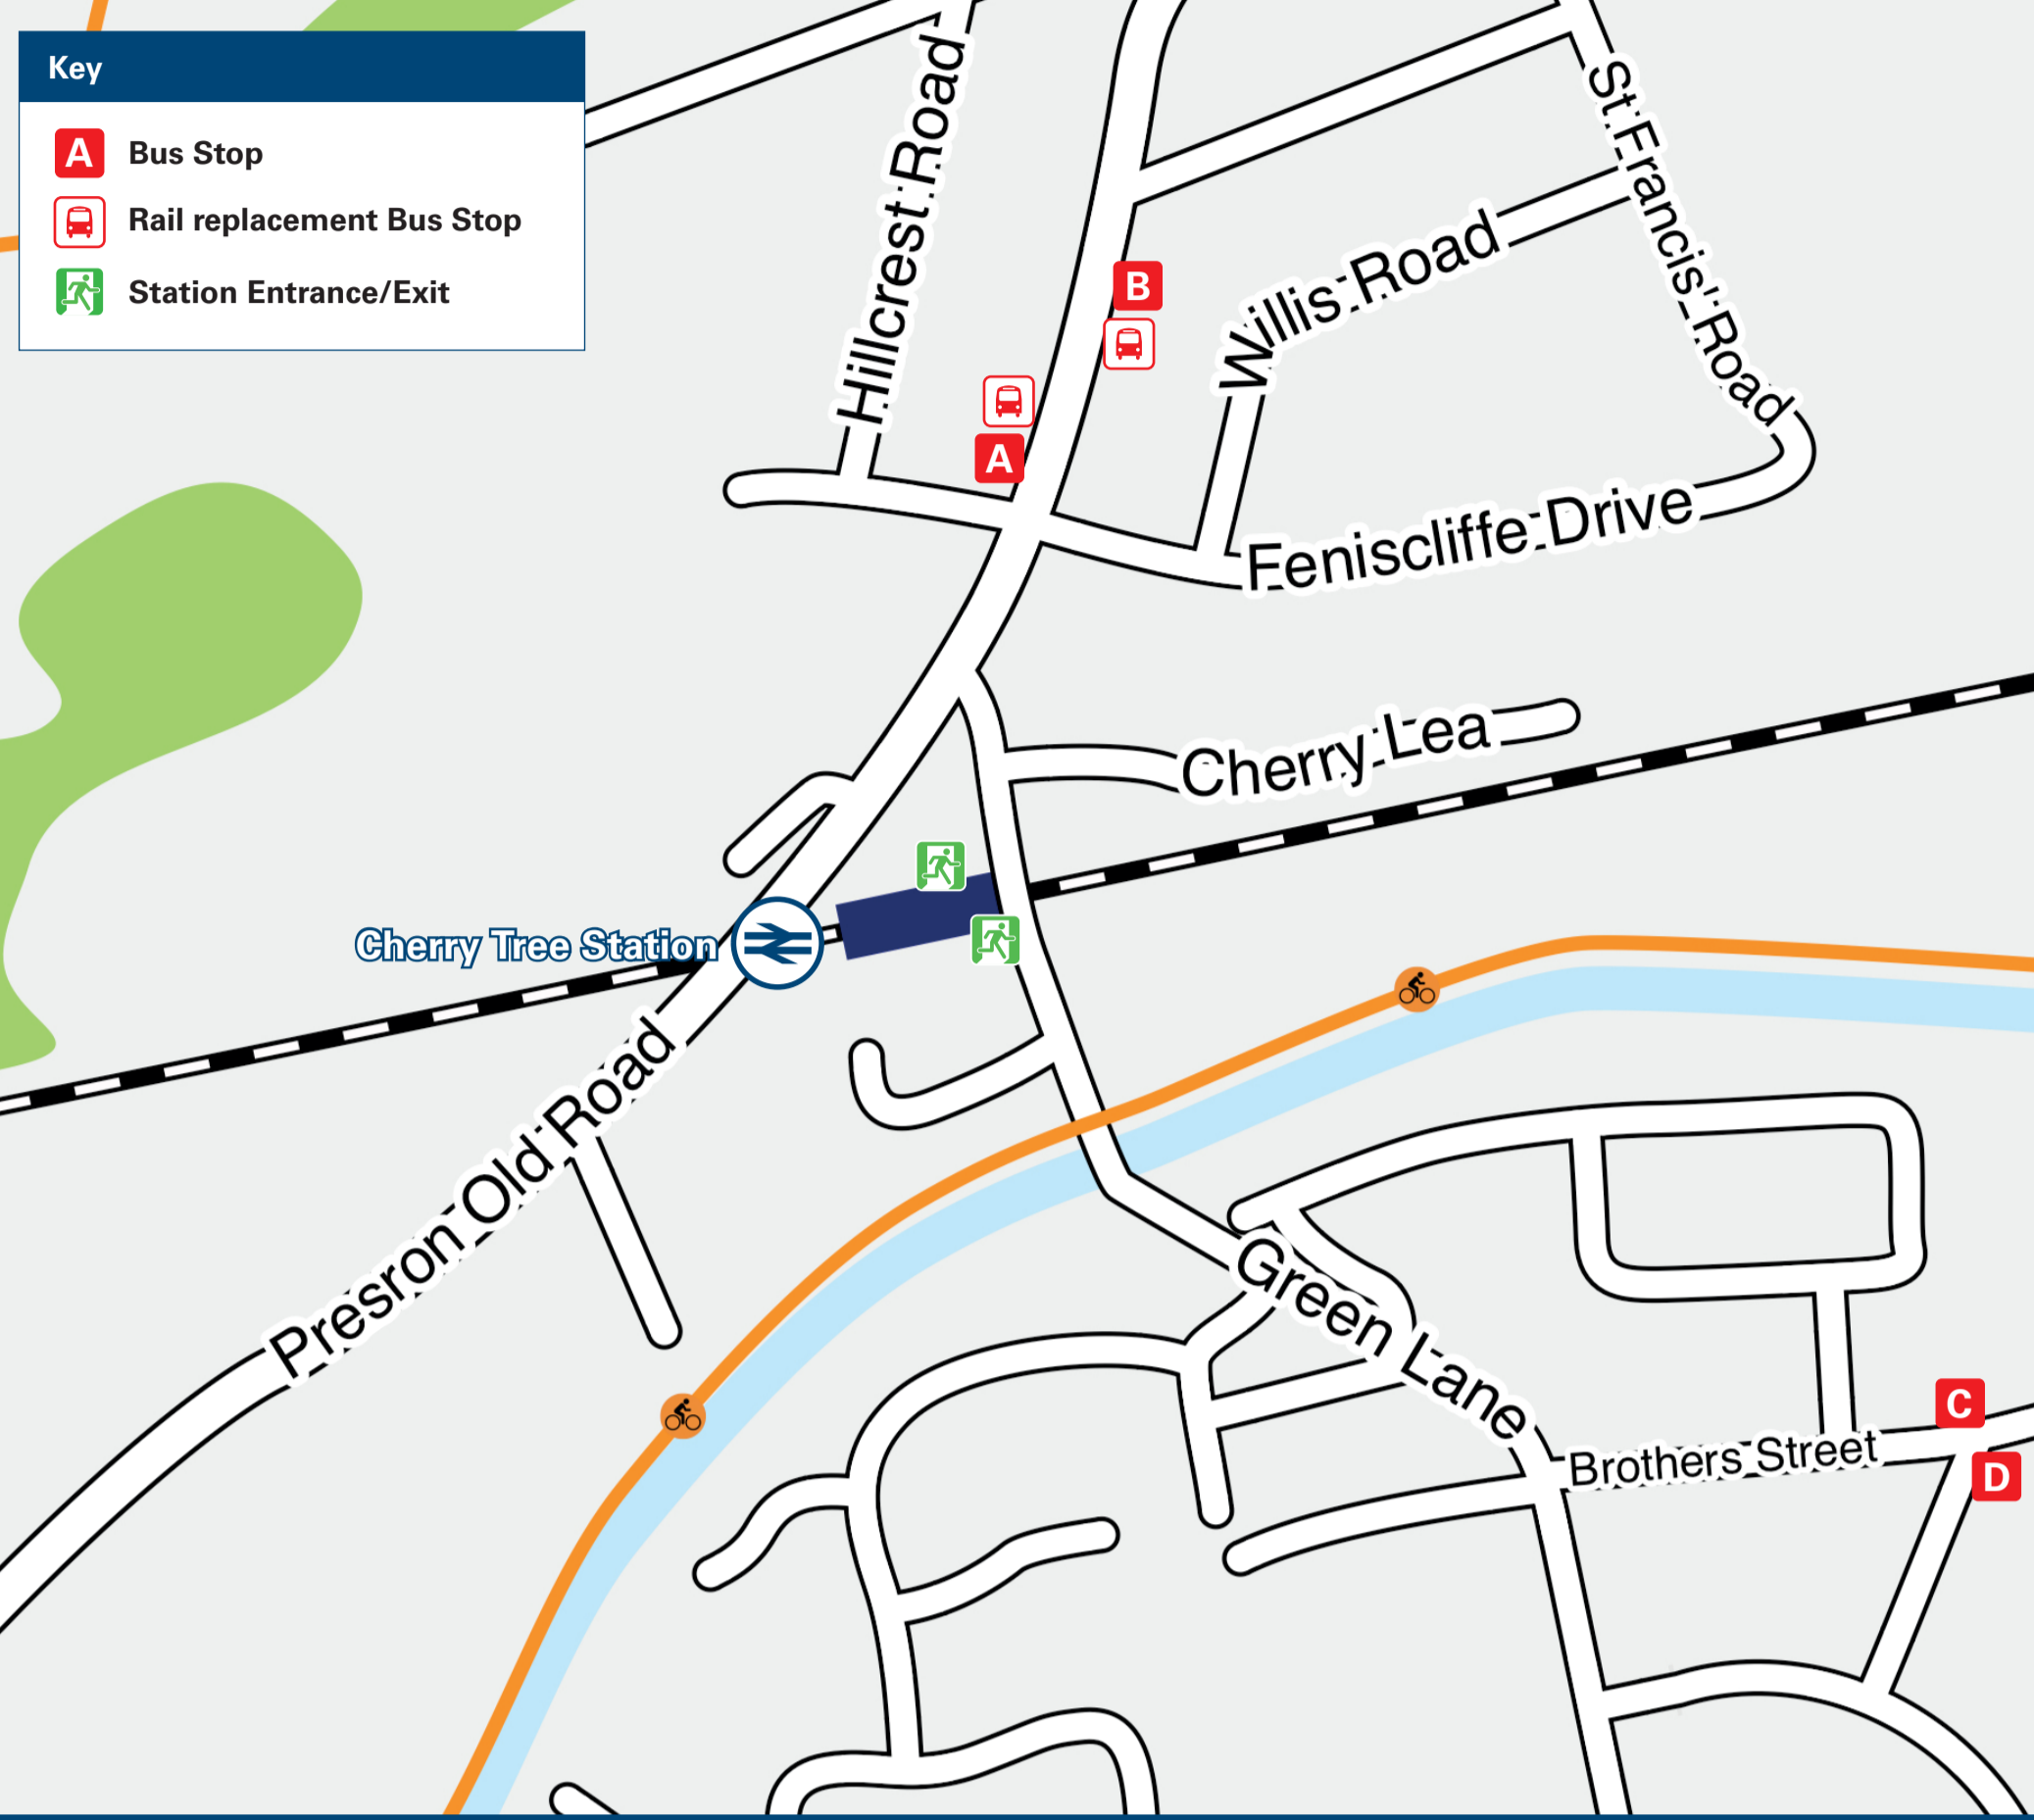 Key
A Bus Stop
Rail replacement Bus Stop
Station Entrance/Exit
Hillcrest Road
St Francis' Road
B
Willis Road
A
Feniscliffe Drive
Cherry Lea
Cherry Tree Station
Presron Old Road
Green Lane
C
Brothers Street
D